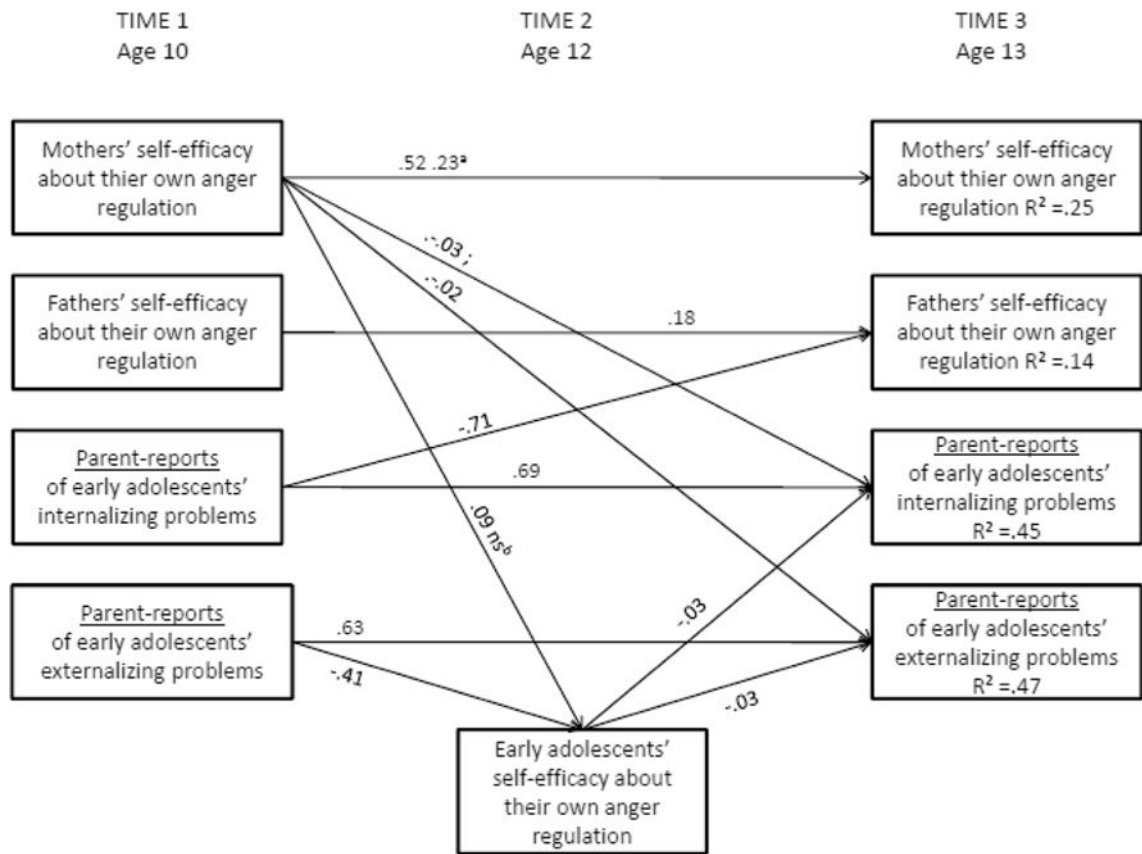 TIME 1
Age 10
TIME 2
Age 12
TIME 3
Age 13
Mothers' self-efficacy
about thier own anger
regulation
.52 .23ᵃ
Mothers' self-efficacy
about thier own anger
regulation R² =.25
.-.03 ;
.-.02
Fathers' self-efficacy
about their own anger
regulation
.18
Fathers' self-efficacy
about their own anger
regulation R² =.14
-.71
Parent-reports
of early adolescents'
internalizing problems
.69
Parent-reports
of early adolescents'
internalizing problems
R² =.45
.09 nsᵇ
Parent-reports
of early adolescents'
externalizing problems
.63
-.41
-.03
-.03
Parent-reports
of early adolescents'
externalizing problems
R² =.47
Early adolescents'
self-efficacy about
their own anger
regulation